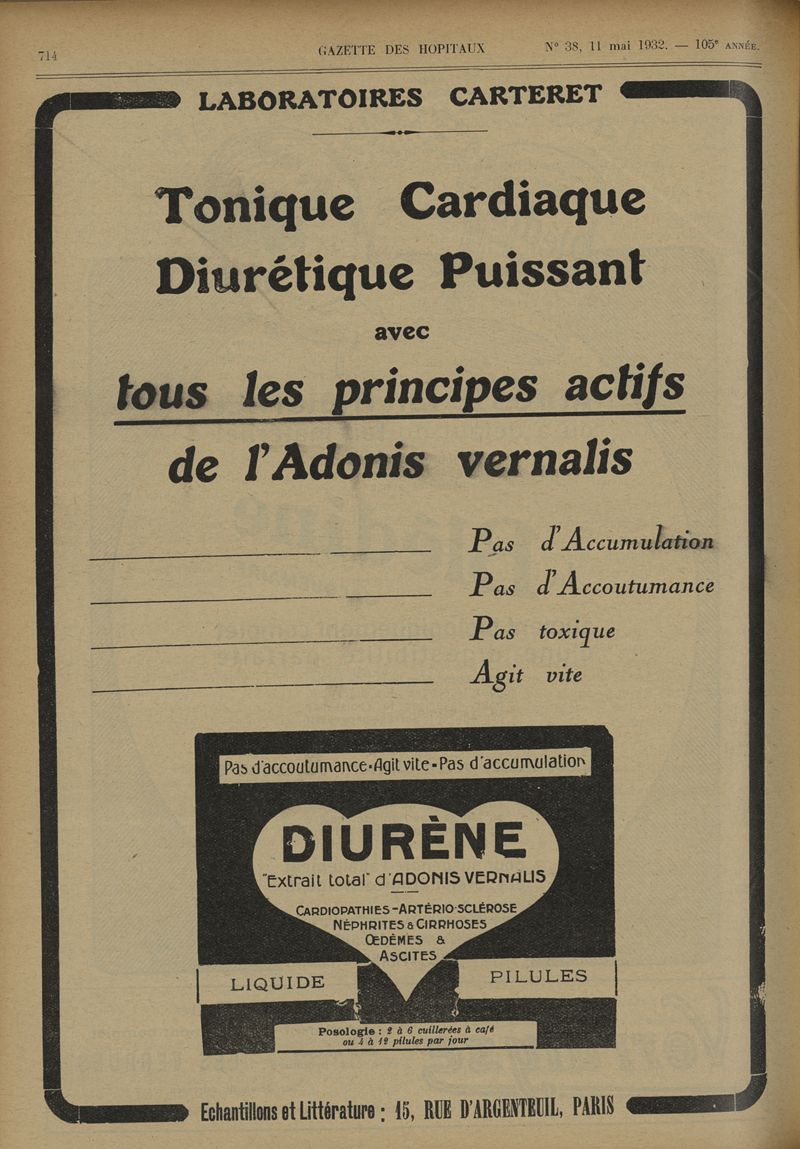 714
GAZETTE DES HOPITAUX
N° 38, 11 mai 1932. — 105e ANNÉE.
LABORATOIRES CARTERET
Tonique Cardiaque
Diurétique Puissant
avec
tous les principes actifs
de l'Adonis vernalis
Pas d'Accumulation
Pas d'Accoutumance
Pas toxique
Agit vite
Pas d'accoutumance-Agit vite-Pas d'accumulation
DIURÈNE
"Extrait total" d'ADONIS VERNALIS
CARDIOPATHIES-ARTÉRIO-SCLÉROSE
NÉPHRITES & CIRRHOSES
ŒDÈMES &
ASCITES
LIQUIDE
PILULES
Posologie : 2 à 6 cuillerées à café
ou 4 à 12 pilules par jour
Echantillons et Littérature : 15, RUE D'ARGENTEUIL, PARIS